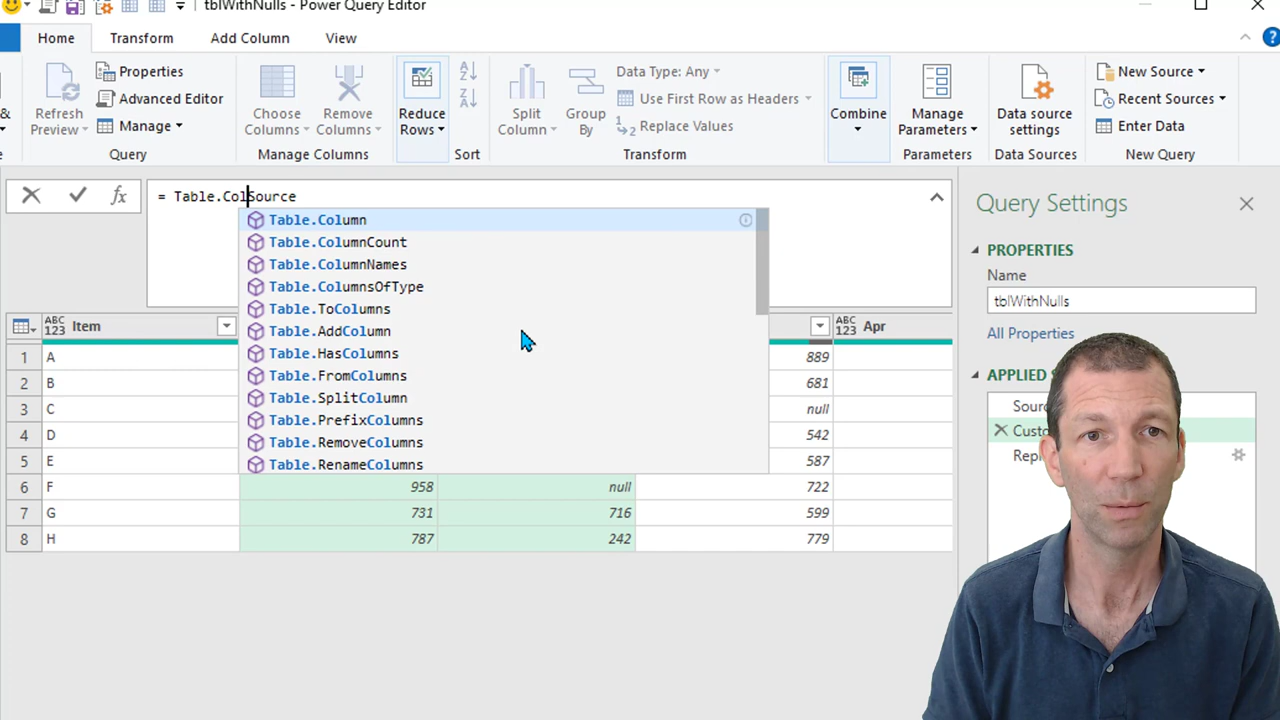 tblWithNulls - Power Query Editor
Home Transform Add Column View
Properties
Advanced Editor
Manage
Refresh
Preview
Query
Choose
Columns
Remove
Columns
Manage Columns
Reduce
Rows
Sort
Split
Column
Group
By
Data Type: Any
Use First Row as Headers
Replace Values
Transform
Combine
Manage
Parameters
Parameters
Data source
settings
Data Sources
New Source
Recent Sources
Enter Data
New Query
= Table.ColSource
Table.Column
Table.ColumnCount
Table.ColumnNames
Table.ColumnsOfType
Table.ToColumns
Table.AddColumn
Table.HasColumns
Table.FromColumns
Table.SplitColumn
Table.PrefixColumns
Table.RemoveColumns
Table.RenameColumns
ABC 123 Item ABC 123 Apr
1 A 889
2 B 681
3 C null
4 D 542
5 E 587
6 F 958 null 722
7 G 731 716 599
8 H 787 242 779
Query Settings
PROPERTIES
Name
tblWithNulls
All Properties
APPLIED